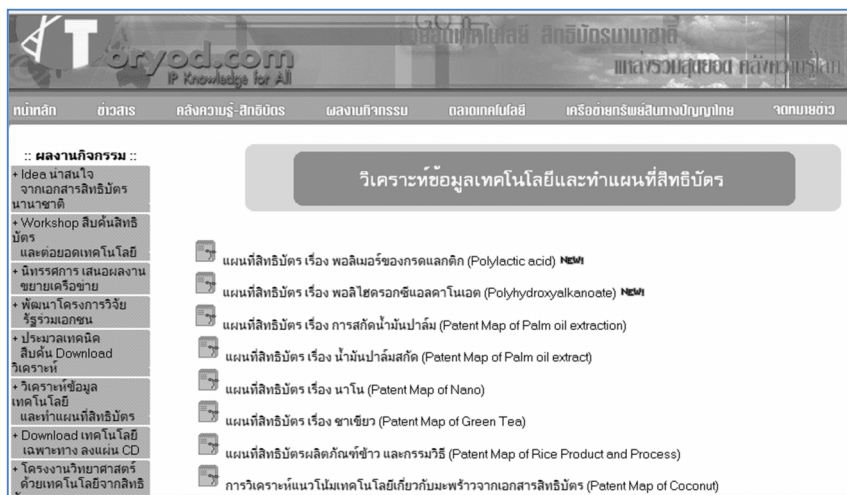 Toryod.com
IP Knowledge for All
สิทธิบัตรนานาชาติ
หน้าหลัก ข่าวสาร คลังความรู้-สิทธิบัตร ผลงานกิจกรรม ตลาดเทคโนโลยี เครือข่ายทรัพย์สินทางปัญญาไทย จดหมายข่าว
:: ผลงานกิจกรรม ::
+ Idea น่าสนใจ
จากเอกสารสิทธิบัตร
นานาชาติ
+ Workshop สืบค้นสิทธิ
บัตร
และต่อยอดเทคโนโลยี
+ นิทรรศการ เสนอผลงาน
ขยายเครือข่าย
+ พัฒนาโครงการวิจัย
รัฐร่วมเอกชน
+ ประมวลเทคนิค
สืบค้น Download
วิเคราะห์
+ วิเคราะห์ข้อมูล
เทคโนโลยี
และทำแผนที่สิทธิบัตร
+ Download เทคโนโลยี
เฉพาะทาง ลงแผ่น CD
+ โครงงานวิทยาศาสตร์
ด้วยเทคโนโลยีจากสิทธิ
วิเคราะห์ข้อมูลเทคโนโลยีและทำแผนที่สิทธิบัตร
แผนที่สิทธิบัตร เรื่อง พอลิเมอร์ของกรดแลกติก (Polylactic acid) NEW!
แผนที่สิทธิบัตร เรื่อง พอลิไฮดรอกซีแอลคาโนเอต (Polyhydroxyalkanoate) NEW!
แผนที่สิทธิบัตร เรื่อง การสกัดน้ำมันปาล์ม (Patent Map of Palm oil extraction)
แผนที่สิทธิบัตร เรื่อง น้ำมันปาล์มสกัด (Patent Map of Palm oil extract)
แผนที่สิทธิบัตร เรื่อง นาโน (Patent Map of Nano)
แผนที่สิทธิบัตร เรื่อง ชาเขียว (Patent Map of Green Tea)
แผนที่สิทธิบัตรผลิตภัณฑ์ข้าว และกรรมวิธี (Patent Map of Rice Product and Process)
การวิเคราะห์แนวโน้มเทคโนโลยีเกี่ยวกับมะพร้าวจากเอกสารสิทธิบัตร (Patent Map of Coconut)